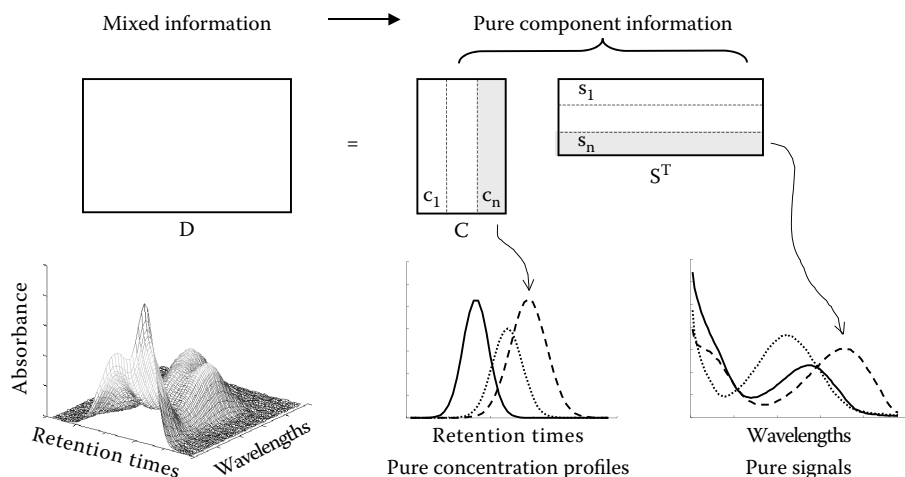 Mixed information
Pure component information
=
s1
sn
c1
cn
D
C
S^T
Absorbance
Retention times
Wavelengths
Retention times
Pure concentration profiles
Wavelengths
Pure signals